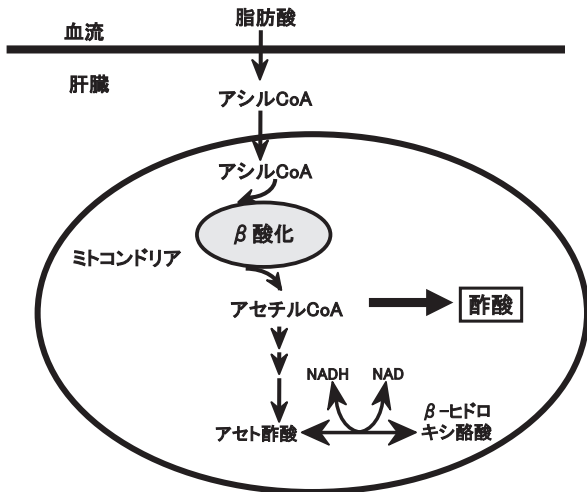 脂肪酸
血流
肝臓
アシルCoA
アシルCoA
β酸化
ミトコンドリア
アセチルCoA
酢酸
NADH
NAD
アセト酢酸
β-ヒドロ
キシ酪酸